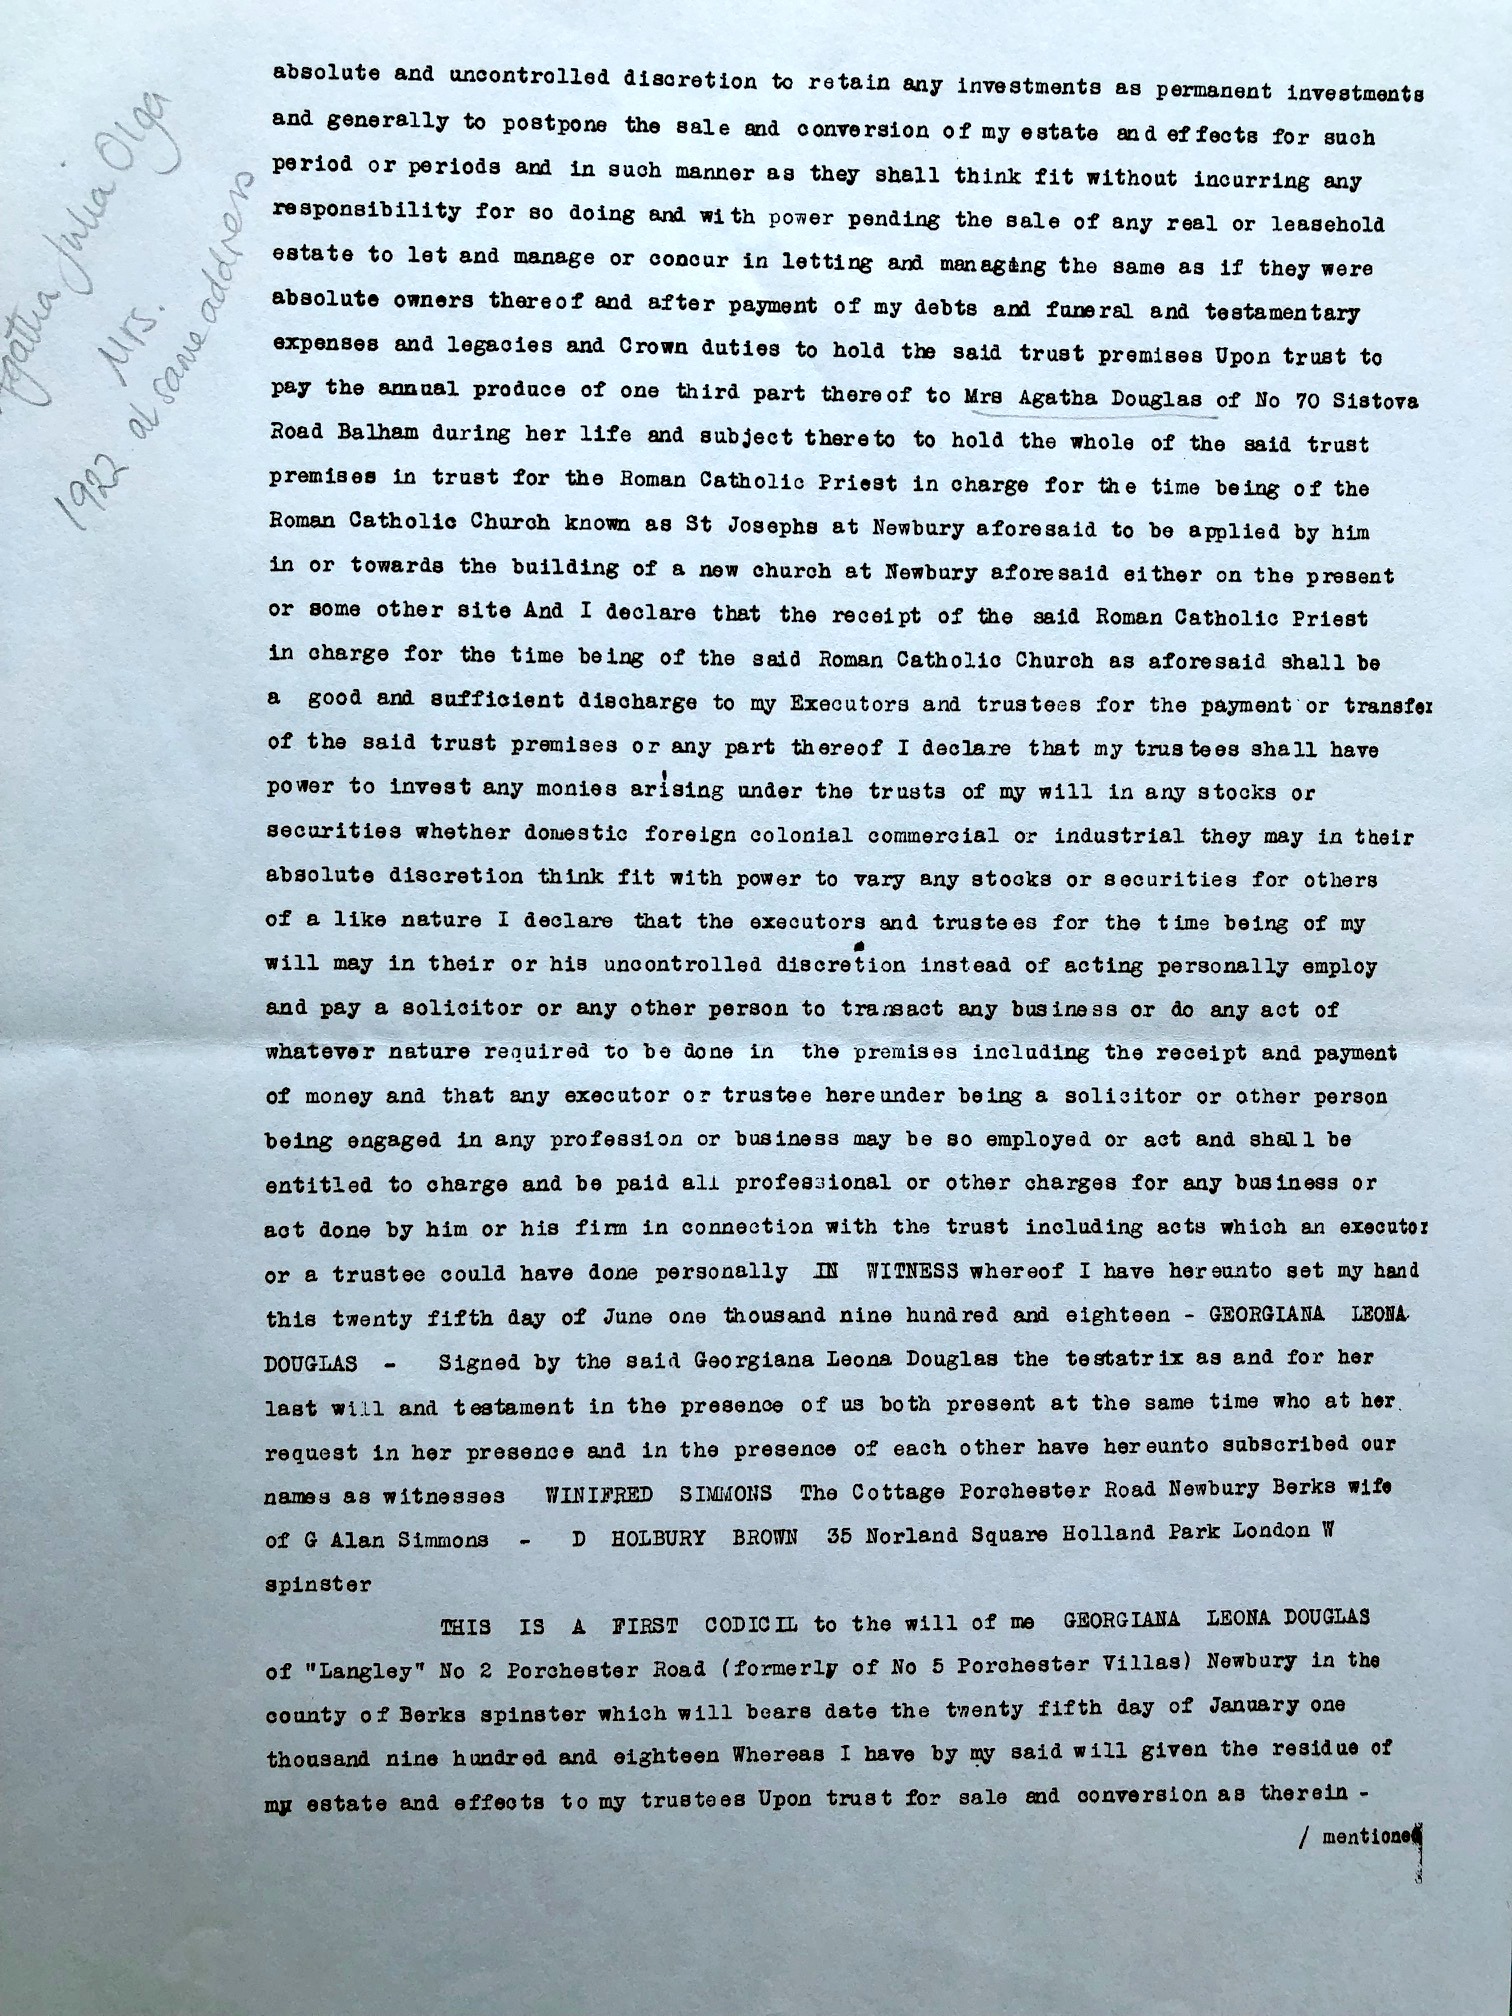 Agatha Julia Olga
Mrs.
1922 at same address
absolute and uncontrolled discretion to retain any investments as permanent investments
and generally to postpone the sale and conversion of my estate and effects for such
period or periods and in such manner as they shall think fit without incurring any
responsibility for so doing and with power pending the sale of any real or leasehold
estate to let and manage or concur in letting and managing the same as if they were
absolute owners thereof and after payment of my debts and funeral and testamentary
expenses and legacies and Crown duties to hold the said trust premises Upon trust to
pay the annual produce of one third part thereof to Mrs Agatha Douglas of No 70 Sistova
Road Balham during her life and subject thereto to hold the whole of the said trust
premises in trust for the Roman Catholic Priest in charge for the time being of the
Roman Catholic Church known as St Josephs at Newbury aforesaid to be applied by him
in or towards the building of a new church at Newbury aforesaid either on the present
or some other site And I declare that the receipt of the said Roman Catholic Priest
in charge for the time being of the said Roman Catholic Church as aforesaid shall be
a good and sufficient discharge to my Executors and trustees for the payment or transfer
of the said trust premises or any part thereof I declare that my trustees shall have
power to invest any monies arising under the trusts of my will in any stocks or
securities whether domestic foreign colonial commercial or industrial they may in their
absolute discretion think fit with power to vary any stocks or securities for others
of a like nature I declare that the executors and trustees for the time being of my
will may in their or his uncontrolled discretion instead of acting personally employ
and pay a solicitor or any other person to transact any business or do any act of
whatever nature required to be done in the premises including the receipt and payment
of money and that any executor or trustee hereunder being a solicitor or other person
being engaged in any profession or business may be so employed or act and shall be
entitled to charge and be paid all professional or other charges for any business or
act done by him or his firm in connection with the trust including acts which an executor
or a trustee could have done personally IN WITNESS whereof I have hereunto set my hand
this twenty fifth day of June one thousand nine hundred and eighteen - GEORGIANA LEONA
DOUGLAS - Signed by the said Georgiana Leona Douglas the testatrix as and for her
last will and testament in the presence of us both present at the same time who at her
request in her presence and in the presence of each other have hereunto subscribed our
names as witnesses WINIFRED SIMMONS The Cottage Porchester Road Newbury Berks wife
of G Alan Simmons - D HOLBURY BROWN 35 Norland Square Holland Park London W
spinster
THIS IS A FIRST CODICIL to the will of me GEORGIANA LEONA DOUGLAS
of "Langley" No 2 Porchester Road (formerly of No 5 Porchester Villas) Newbury in the
county of Berks spinster which will bears date the twenty fifth day of January one
thousand nine hundred and eighteen Whereas I have by my said will given the residue of
my estate and effects to my trustees Upon trust for sale and conversion as therein -
/ mentioned